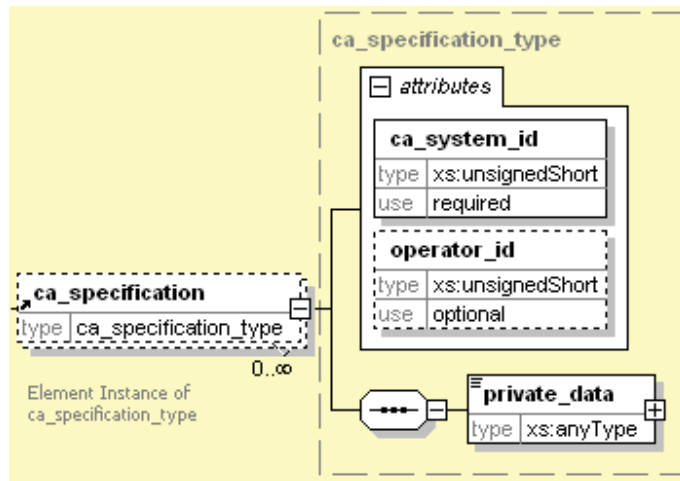 ca_specification_type
attributes
ca_system_id
type xs:unsignedShort
use required
operator_id
type xs:unsignedShort
use optional
ca_specification
type ca_specification_type
0..∞
Element Instance of
ca_specification_type
private_data
type xs:anyType